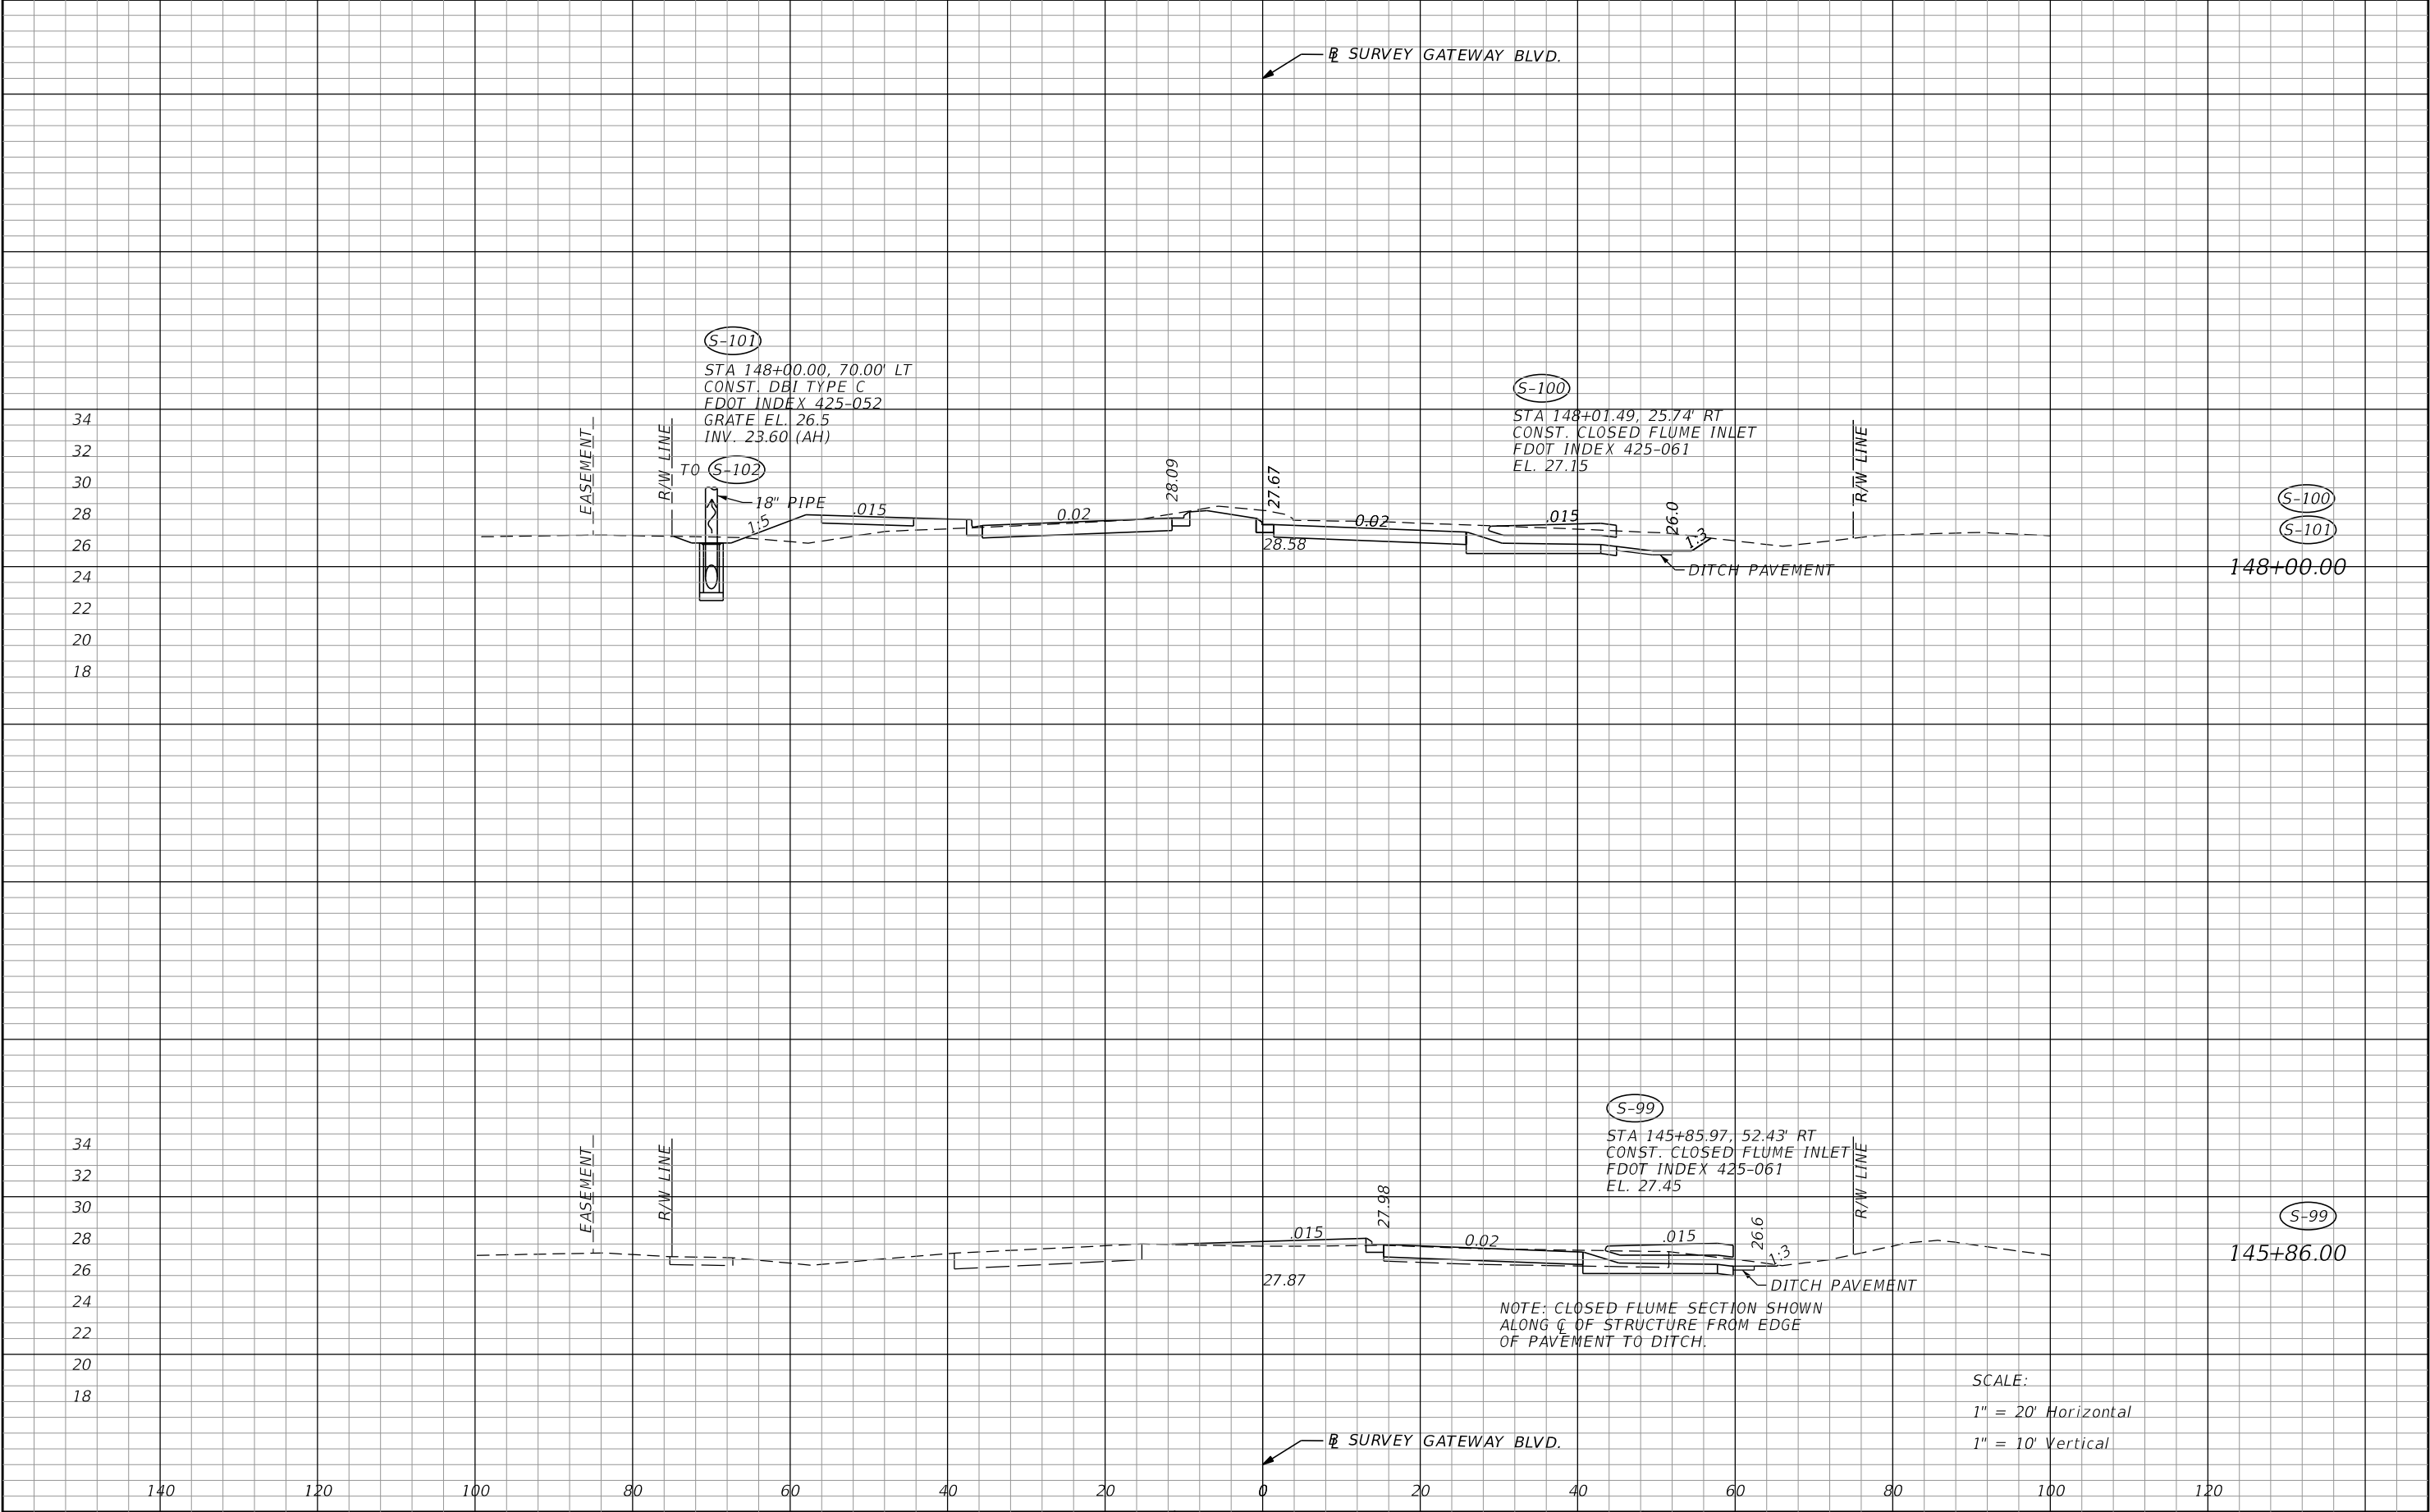 ℄ SURVEY GATEWAY BLVD.
S-101
STA 148+00.00, 70.00' LT
CONST. DBI TYPE C
FDOT INDEX 425-052
GRATE EL. 26.5
INV. 23.60 (AH)
TO S-102
18" PIPE
S-100
STA 148+01.49, 25.74' RT
CONST. CLOSED FLUME INLET
FDOT INDEX 425-061
EL. 27.15
EASEMENT
R/W LINE
1:5
.015
0.02
28.09
27.67
28.58
0.02
.015
26.0
1:3
DITCH PAVEMENT
R/W LINE
S-100
S-101
148+00.00
34
32
30
28
26
24
22
20
18
S-99
STA 145+85.97, 52.43' RT
CONST. CLOSED FLUME INLET
FDOT INDEX 425-061
EL. 27.45
EASEMENT
R/W LINE
.015
27.98
27.87
0.02
.015
26.6
1:3
DITCH PAVEMENT
R/W LINE
NOTE: CLOSED FLUME SECTION SHOWN
ALONG ℄ OF STRUCTURE FROM EDGE
OF PAVEMENT TO DITCH.
S-99
145+86.00
34
32
30
28
26
24
22
20
18
SCALE:
1" = 20' Horizontal
1" = 10' Vertical
℄ SURVEY GATEWAY BLVD.
140 120 100 80 60 40 20 0 20 40 60 80 100 120